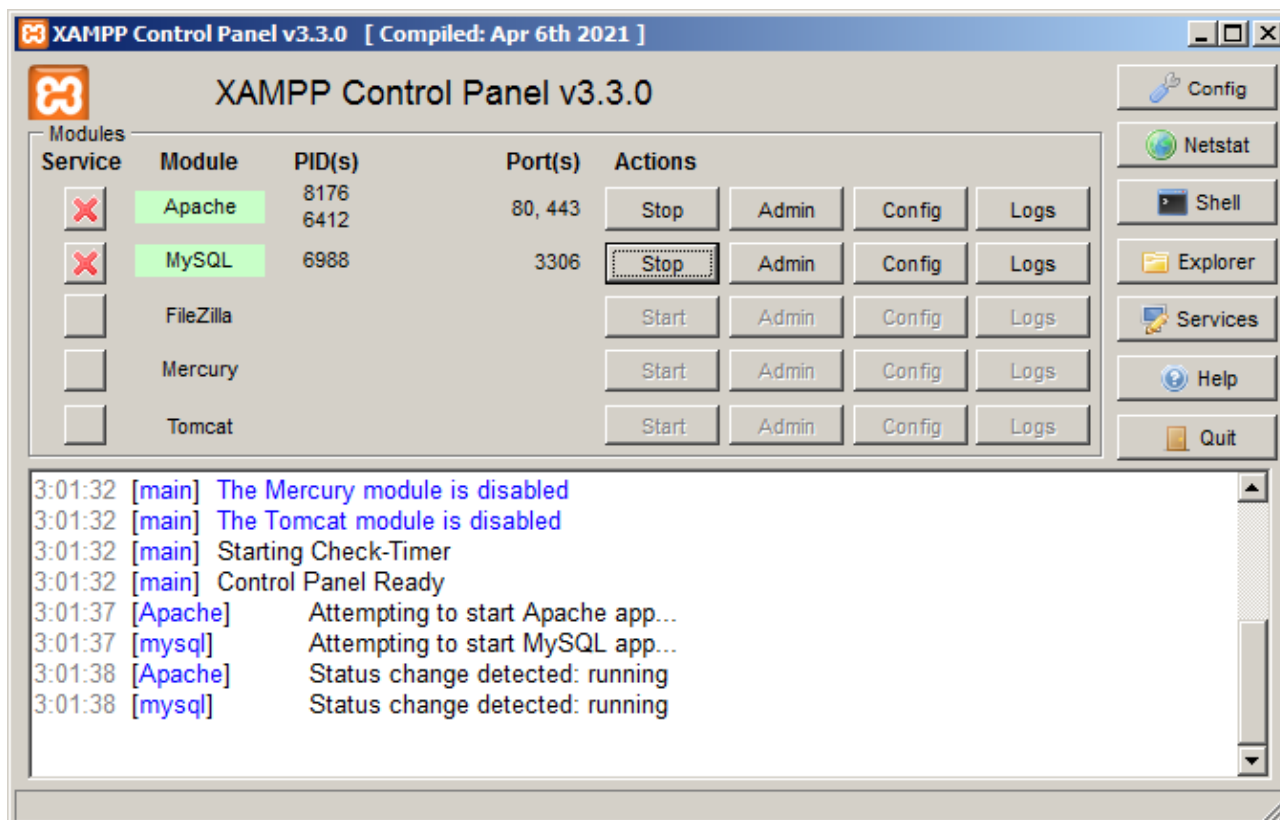 XAMPP Control Panel v3.3.0 [ Compiled: Apr 6th 2021 ]
XAMPP Control Panel v3.3.0
Config
Modules
Service Module PID(s) Port(s) Actions
Netstat
Apache 8176 6412 80, 443 Stop Admin Config Logs
Shell
MySQL 6988 3306 Stop Admin Config Logs
Explorer
FileZilla Start Admin Config Logs
Services
Mercury Start Admin Config Logs
Help
Tomcat Start Admin Config Logs
Quit
3:01:32 [main] The Mercury module is disabled
3:01:32 [main] The Tomcat module is disabled
3:01:32 [main] Starting Check-Timer
3:01:32 [main] Control Panel Ready
3:01:37 [Apache] Attempting to start Apache app...
3:01:37 [mysql] Attempting to start MySQL app...
3:01:38 [Apache] Status change detected: running
3:01:38 [mysql] Status change detected: running